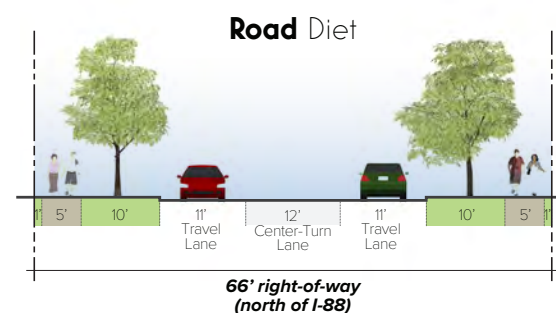 Road Diet
1' 5' 10' 11' 12' 11' 10' 5' 1'
Travel Center-Turn Travel
Lane Lane Lane
66' right-of-way
(north of I-88)